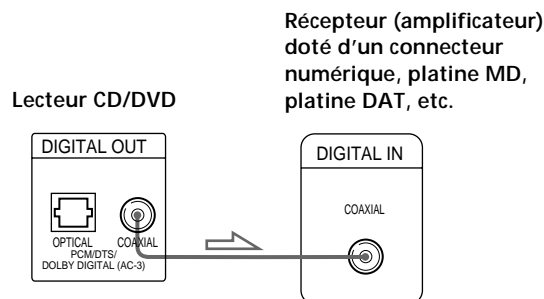 Récepteur (amplificateur)
doté d'un connecteur
numérique, platine MD,
platine DAT, etc.
Lecteur CD/DVD
DIGITAL OUT
OPTICAL
COAXIAL
PCM/DTS/
DOLBY DIGITAL (AC-3)
DIGITAL IN
COAXIAL